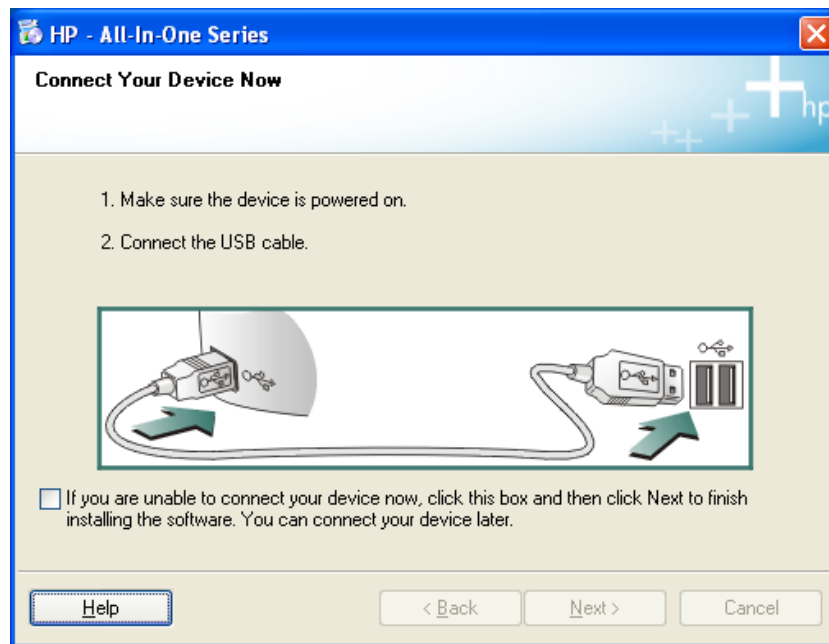 HP - All-In-One Series
Connect Your Device Now
hp
1. Make sure the device is powered on.
2. Connect the USB cable.
If you are unable to connect your device now, click this box and then click Next to finish
installing the software. You can connect your device later.
Help
< Back
Next >
Cancel